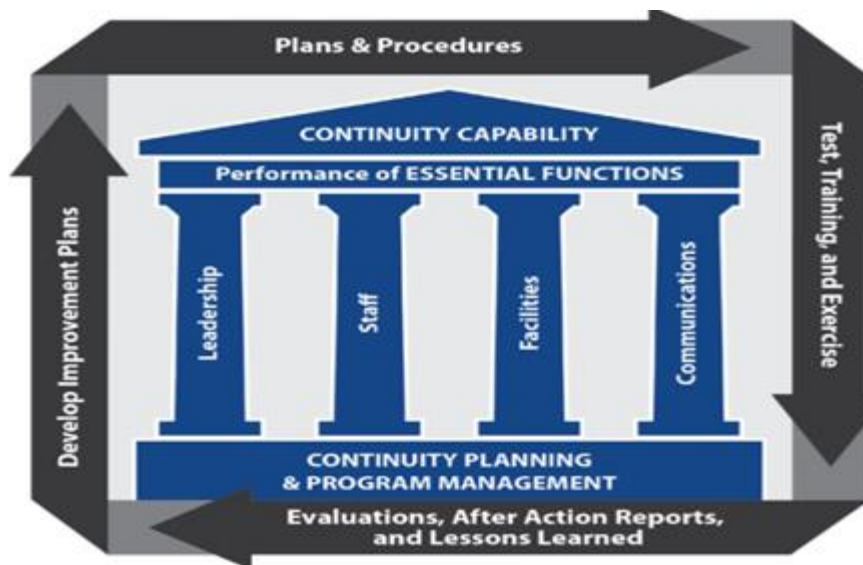 Plans & Procedures
CONTINUITY CAPABILITY
Performance of ESSENTIAL FUNCTIONS
Leadership
Staff
Facilities
Communications
CONTINUITY PLANNING
& PROGRAM MANAGEMENT
Test, Training, and Exercise
Evaluations, After Action Reports,
and Lessons Learned
Develop Improvement Plans